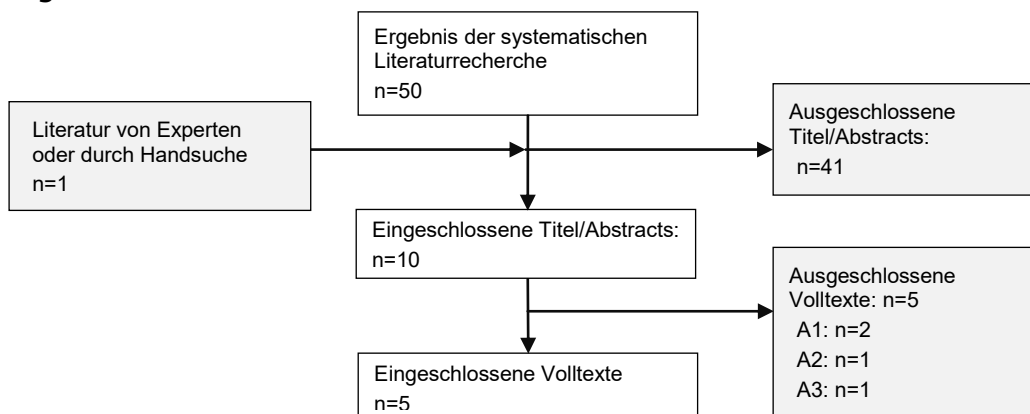 Ergebnis der systematischen
Literaturrecherche
n=50
Literatur von Experten
oder durch Handsuche
n=1
Ausgeschlossene
Titel/Abstracts:
n=41
Eingeschlossene Titel/Abstracts:
n=10
Ausgeschlossene
Volltexte: n=5
A1: n=2
A2: n=1
A3: n=1
Eingeschlossene Volltexte
n=5